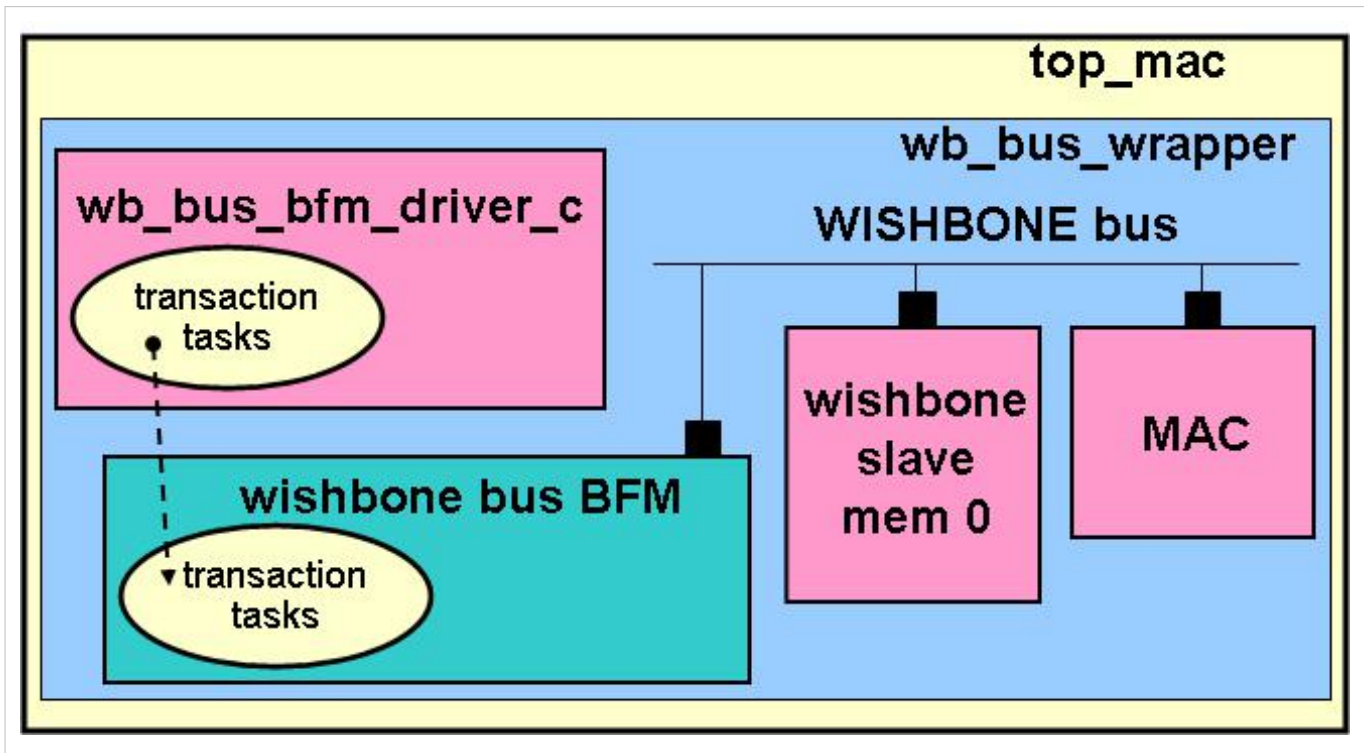 top_mac
wb_bus_wrapper
wb_bus_bfm_driver_c
transaction
tasks
WISHBONE bus
wishbone
slave
mem 0
MAC
wishbone bus BFM
transaction
tasks